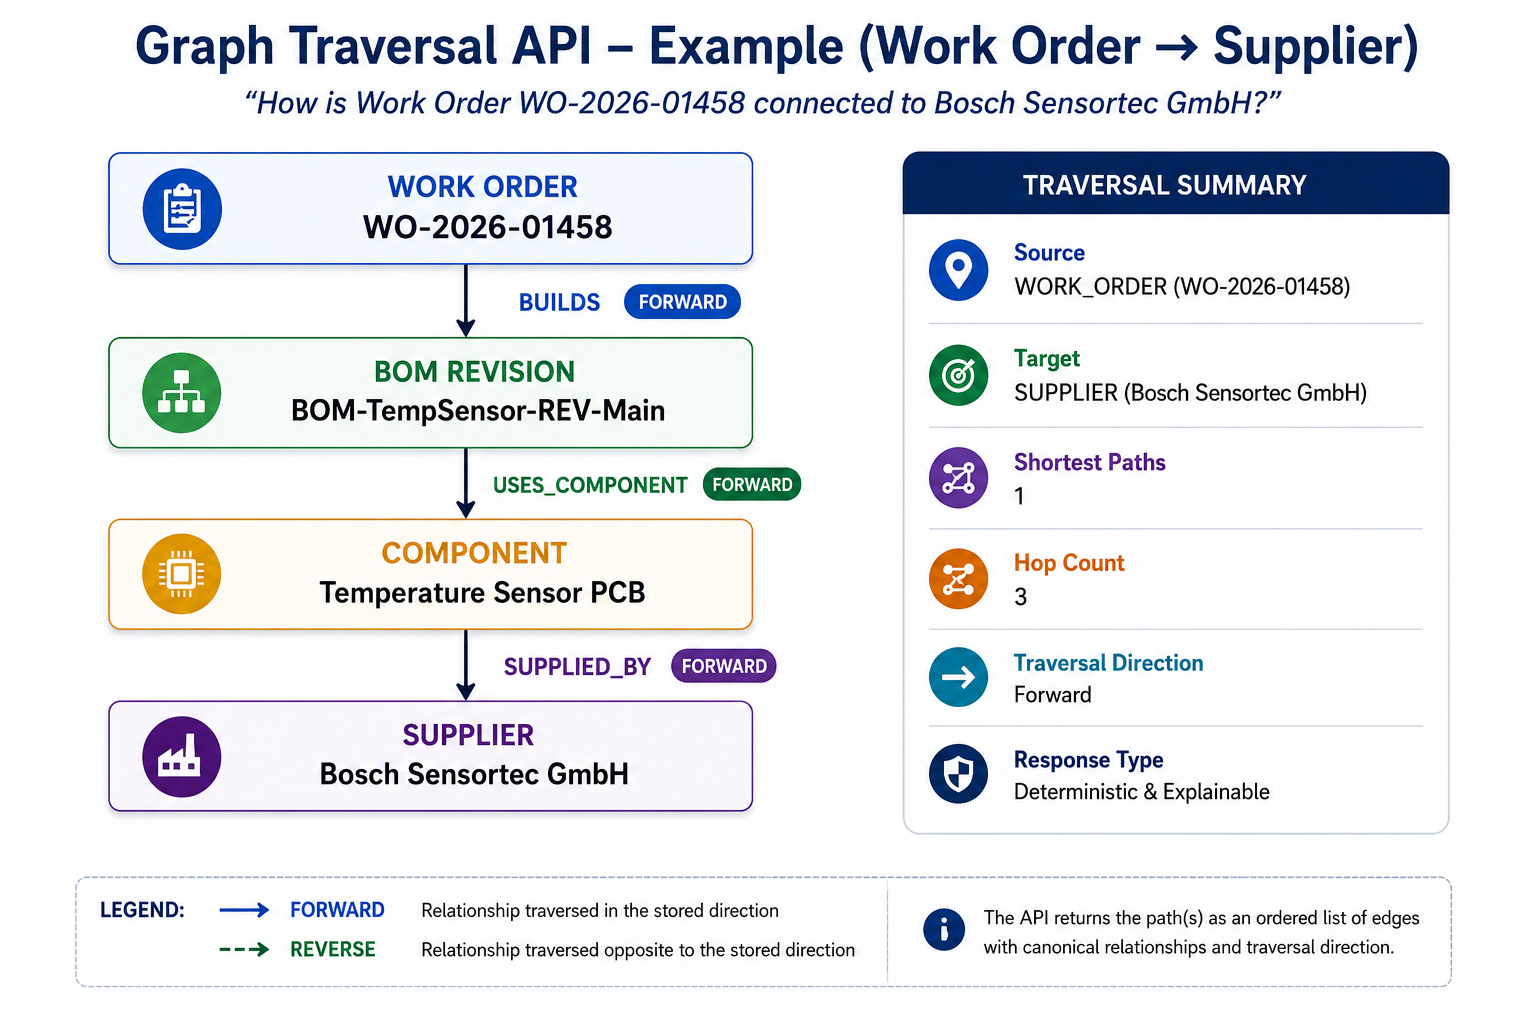 Graph Traversal API – Example (Work Order → Supplier)
“How is Work Order WO-2026-01458 connected to Bosch Sensortec GmbH?”
WORK ORDER
WO-2026-01458
BUILDS FORWARD
BOM REVISION
BOM-TempSensor-REV-Main
USES_COMPONENT FORWARD
COMPONENT
Temperature Sensor PCB
SUPPLIED_BY FORWARD
SUPPLIER
Bosch Sensortec GmbH
TRAVERSAL SUMMARY
Source
WORK_ORDER (WO-2026-01458)
Target
SUPPLIER (Bosch Sensortec GmbH)
Shortest Paths
1
Hop Count
3
Traversal Direction
Forward
Response Type
Deterministic & Explainable
LEGEND: FORWARD Relationship traversed in the stored direction
REVERSE Relationship traversed opposite to the stored direction
The API returns the path(s) as an ordered list of edges
with canonical relationships and traversal direction.